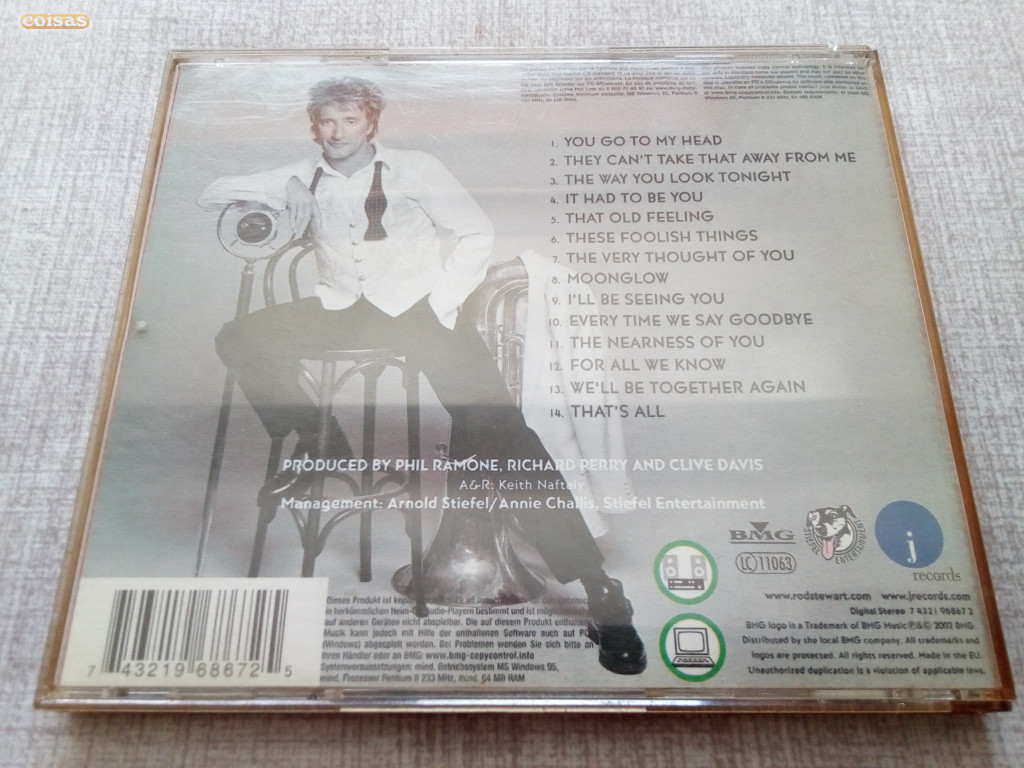 coisas
1. YOU GO TO MY HEAD
2. THEY CAN'T TAKE THAT AWAY FROM ME
3. THE WAY YOU LOOK TONIGHT
4. IT HAD TO BE YOU
5. THAT OLD FEELING
6. THESE FOOLISH THINGS
7. THE VERY THOUGHT OF YOU
8. MOONGLOW
9. I'LL BE SEEING YOU
10. EVERY TIME WE SAY GOODBYE
11. THE NEARNESS OF YOU
12. FOR ALL WE KNOW
13. WE'LL BE TOGETHER AGAIN
14. THAT'S ALL
PRODUCED BY PHIL RAMONE, RICHARD PERRY AND CLIVE DAVIS
A&R: Keith Naftaly
Management: Arnold Stiefel/Annie Challis, Stiefel Entertainment
BMG
LC 11063
STIEFEL ENTERTAINMENT
j records
www.rodstewart.com www.jrecords.com
Digital Stereo 7 4321 96867 2
BMG logo is a Trademark of BMG Music ℗&© 2002 BMG.
Distributed by the local BMG company. All trademarks and
logos are protected. All rights reserved. Made in the EU.
Unauthorized duplication is a violation of applicable laws.
Dieses Produkt ist
in herkömmlichen Heim-
auf anderen Geräten nicht abspielbar. Die auf diesem Produkt enthaltene
Musik kann jedoch mit Hilfe der enthaltenen Software auch auf PC
(Windows) abgespielt werden. Bei Problemen wenden Sie sich bitte an
Ihren Händler oder an BMG: www.bmg-copycontrol.info
Systemvoraussetzungen: mind. Betriebssystem MS Windows 95,
mind. Prozessor Pentium II 233 MHz, mind. 64 MB RAM
7 43219 68672 5